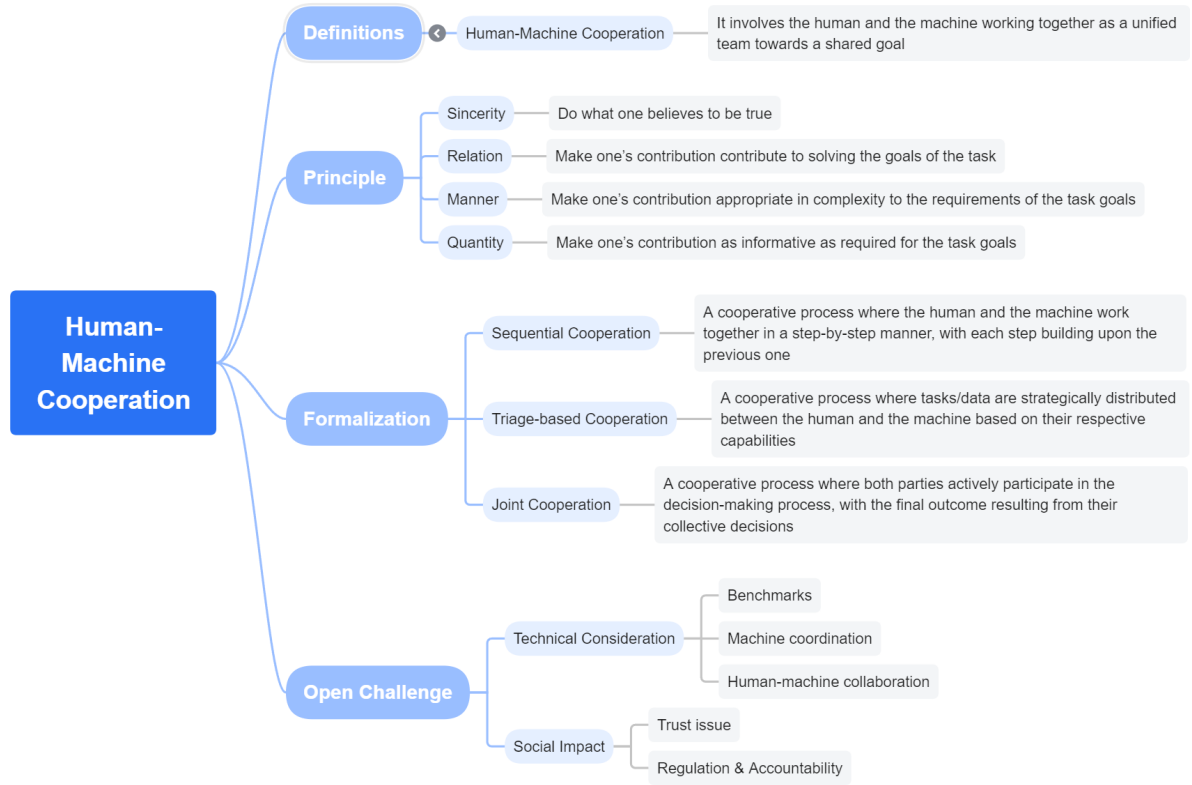 Human-
Machine
Cooperation
Definitions
Human-Machine Cooperation
It involves the human and the machine working together as a unified
team towards a shared goal
Principle
Sincerity
Do what one believes to be true
Relation
Make one’s contribution contribute to solving the goals of the task
Manner
Make one’s contribution appropriate in complexity to the requirements of the task goals
Quantity
Make one’s contribution as informative as required for the task goals
Formalization
Sequential Cooperation
A cooperative process where the human and the machine work
together in a step-by-step manner, with each step building upon the
previous one
Triage-based Cooperation
A cooperative process where tasks/data are strategically distributed
between the human and the machine based on their respective
capabilities
Joint Cooperation
A cooperative process where both parties actively participate in the
decision-making process, with the final outcome resulting from their
collective decisions
Open Challenge
Technical Consideration
Benchmarks
Machine coordination
Human-machine collaboration
Social Impact
Trust issue
Regulation & Accountability